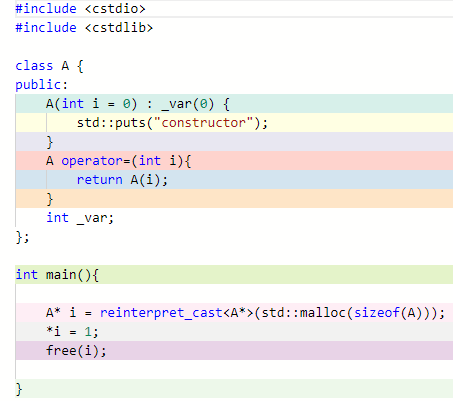 #include <cstdio>
#include <cstdlib>
class A {
public:
A(int i = 0) : _var(0) {
std::puts("constructor");
}
A operator=(int i){
return A(i);
}
int _var;
};
int main(){
A* i = reinterpret_cast<A*>(std::malloc(sizeof(A)));
*i = 1;
free(i);
}